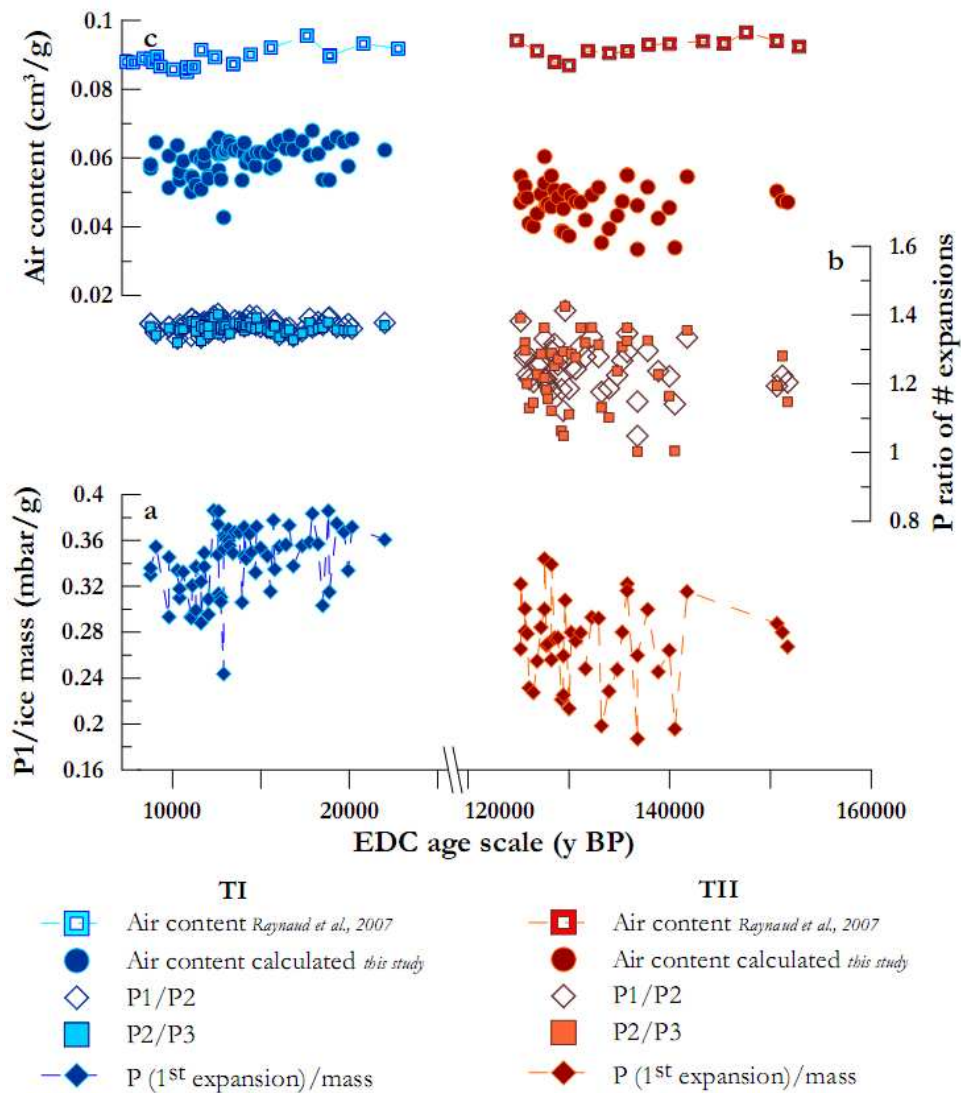 0.1
c
0.08
0.06
0.04
0.02
Air content (cm³/g)
1.6
b
1.4
1.2
1
0.8
P ratio of # expansions
0.4
a
0.36
0.32
0.28
0.24
0.2
0.16
P1/ice mass (mbar/g)
10000 20000 120000 140000 160000
EDC age scale (y BP)
TI
Air content Raynaud et al., 2007
Air content calculated this study
P1/P2
P2/P3
P (1st expansion)/mass
TII
Air content Raynaud et al., 2007
Air content calculated this study
P1/P2
P2/P3
P (1st expansion)/mass